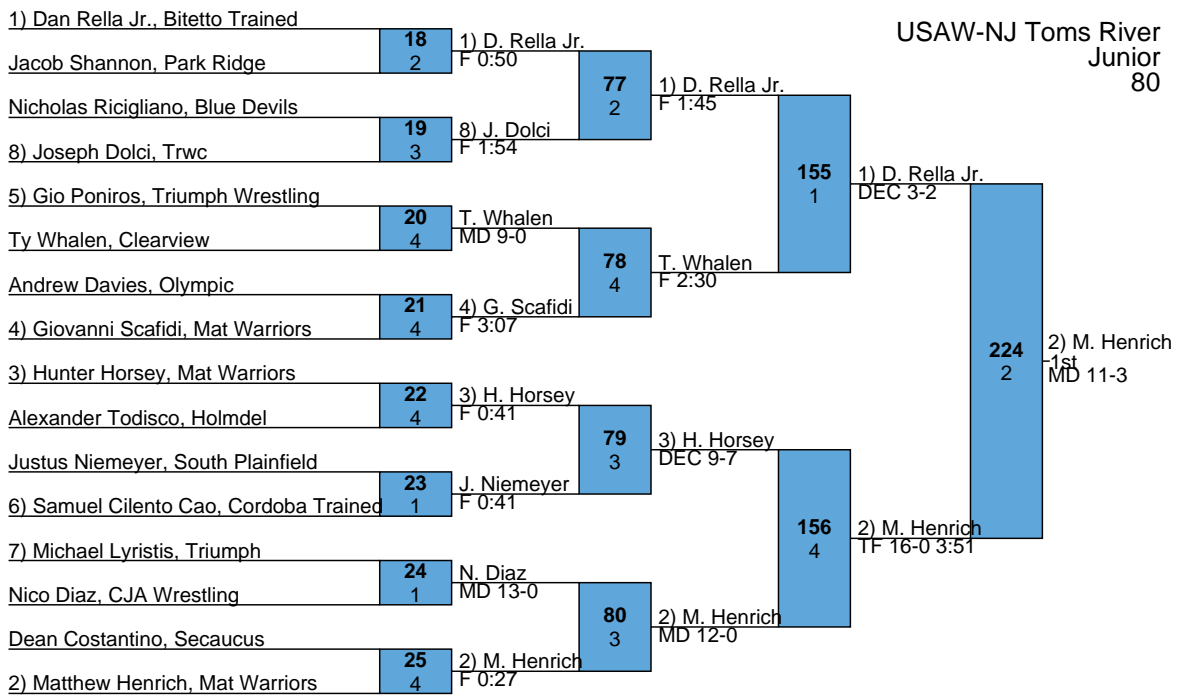 USAW-NJ Toms River
Junior
80
1) Dan Rella Jr., Bitetto Trained
Jacob Shannon, Park Ridge
Nicholas Ricigliano, Blue Devils
8) Joseph Dolci, Trwc
5) Gio Poniros, Triumph Wrestling
Ty Whalen, Clearview
Andrew Davies, Olympic
4) Giovanni Scafidi, Mat Warriors
3) Hunter Horsey, Mat Warriors
Alexander Todisco, Holmdel
Justus Niemeyer, South Plainfield
6) Samuel Cilento Cao, Cordoba Trained
7) Michael Lyristis, Triumph
Nico Diaz, CJA Wrestling
Dean Costantino, Secaucus
2) Matthew Henrich, Mat Warriors
18
2
19
3
20
4
21
4
22
4
23
1
24
1
25
4
1) D. Rella Jr.
F 0:50
8) J. Dolci
F 1:54
T. Whalen
MD 9-0
4) G. Scafidi
F 3:07
3) H. Horsey
F 0:41
J. Niemeyer
F 0:41
N. Diaz
MD 13-0
2) M. Henrich
F 0:27
77
2
78
4
79
3
80
3
1) D. Rella Jr.
F 1:45
T. Whalen
F 2:30
3) H. Horsey
DEC 9-7
2) M. Henrich
MD 12-0
155
1
156
4
1) D. Rella Jr.
DEC 3-2
2) M. Henrich
TF 16-0 3:51
224
2
2) M. Henrich
1st
MD 11-3